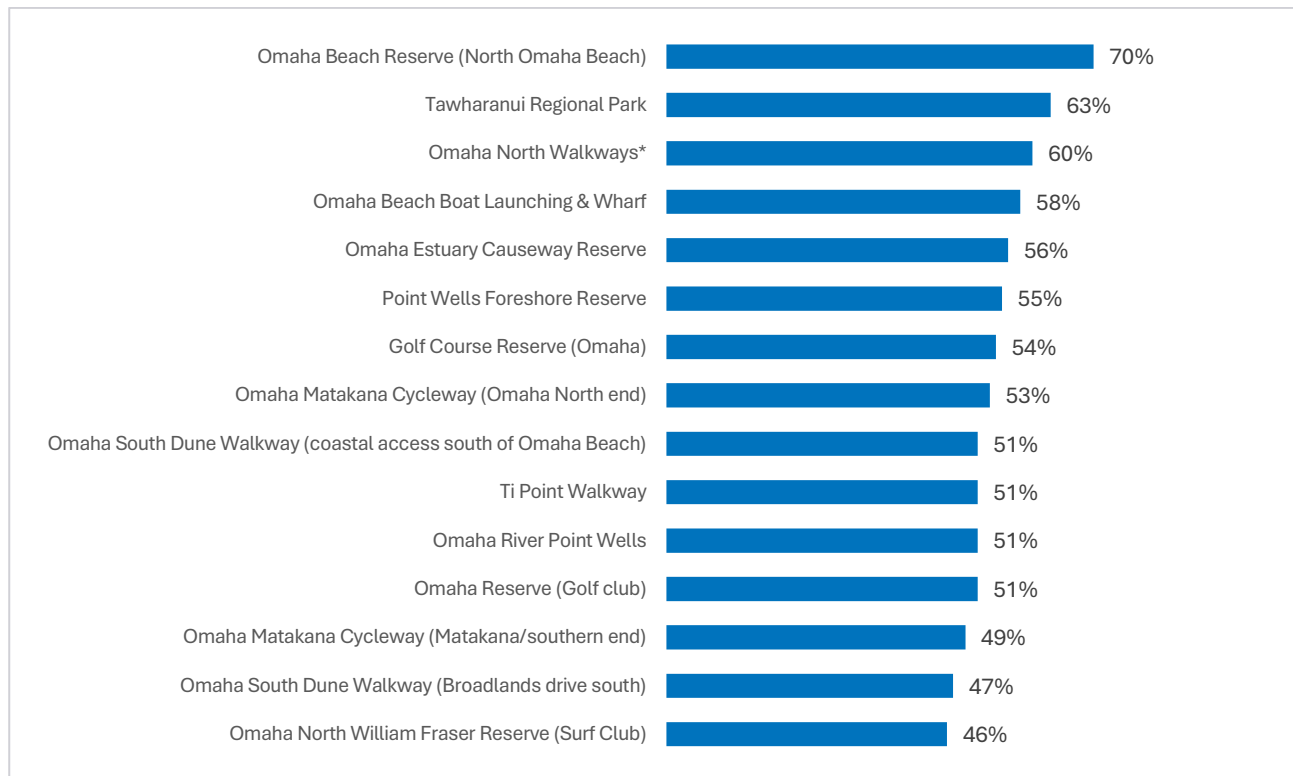 Omaha Beach Reserve (North Omaha Beach) 70%
Tawharanui Regional Park 63%
Omaha North Walkways* 60%
Omaha Beach Boat Launching & Wharf 58%
Omaha Estuary Causeway Reserve 56%
Point Wells Foreshore Reserve 55%
Golf Course Reserve (Omaha) 54%
Omaha Matakana Cycleway (Omaha North end) 53%
Omaha South Dune Walkway (coastal access south of Omaha Beach) 51%
Ti Point Walkway 51%
Omaha River Point Wells 51%
Omaha Reserve (Golf club) 51%
Omaha Matakana Cycleway (Matakana/southern end) 49%
Omaha South Dune Walkway (Broadlands drive south) 47%
Omaha North William Fraser Reserve (Surf Club) 46%